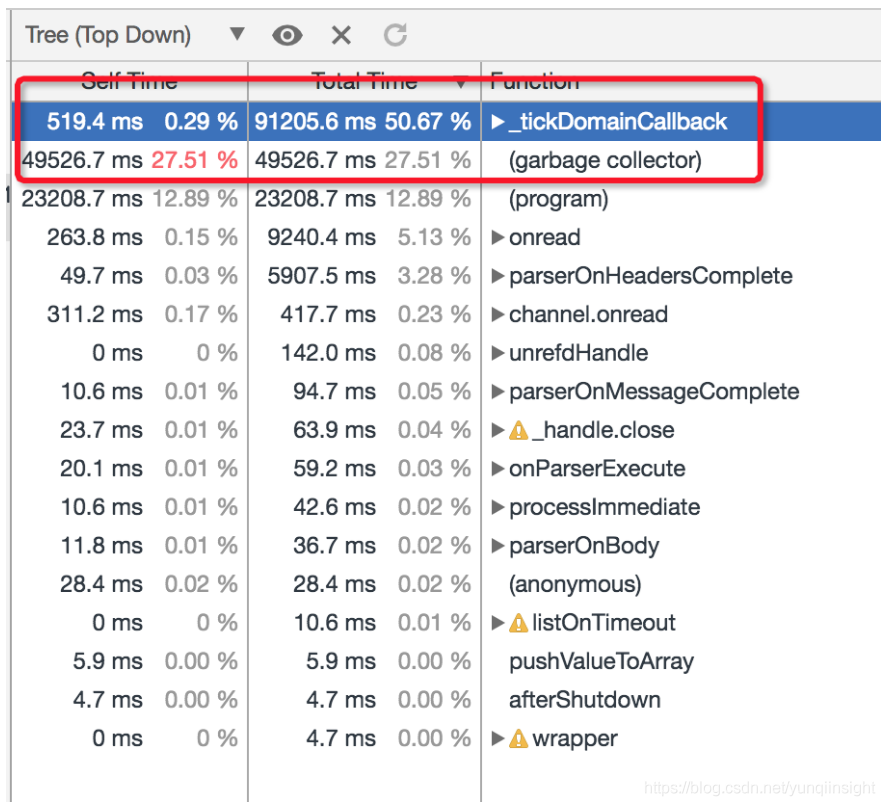 Tree (Top Down) ▼
Self Time Total Time ▼ Function
519.4 ms 0.29 % 91205.6 ms 50.67 % ▶ _tickDomainCallback
49526.7 ms 27.51 % 49526.7 ms 27.51 % (garbage collector)
23208.7 ms 12.89 % 23208.7 ms 12.89 % (program)
263.8 ms 0.15 % 9240.4 ms 5.13 % ▶ onread
49.7 ms 0.03 % 5907.5 ms 3.28 % ▶ parserOnHeadersComplete
311.2 ms 0.17 % 417.7 ms 0.23 % ▶ channel.onread
0 ms 0 % 142.0 ms 0.08 % ▶ unrefdHandle
10.6 ms 0.01 % 94.7 ms 0.05 % ▶ parserOnMessageComplete
23.7 ms 0.01 % 63.9 ms 0.04 % ▶ ⚠ _handle.close
20.1 ms 0.01 % 59.2 ms 0.03 % ▶ onParserExecute
10.6 ms 0.01 % 42.6 ms 0.02 % ▶ processImmediate
11.8 ms 0.01 % 36.7 ms 0.02 % ▶ parserOnBody
28.4 ms 0.02 % 28.4 ms 0.02 % (anonymous)
0 ms 0 % 10.6 ms 0.01 % ▶ ⚠ listOnTimeout
5.9 ms 0.00 % 5.9 ms 0.00 % pushValueToArray
4.7 ms 0.00 % 4.7 ms 0.00 % afterShutdown
0 ms 0 % 4.7 ms 0.00 % ▶ ⚠ wrapper
https://blog.csdn.net/yunqiinsight